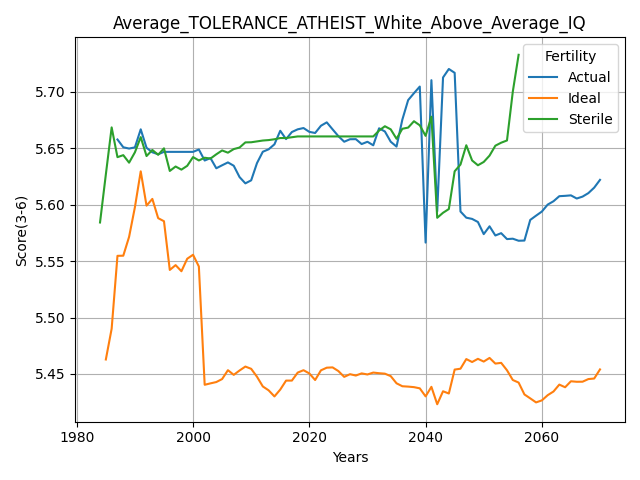 Average_TOLERANCE_ATHEIST_White_Above_Average_IQ
Fertility
Actual
Ideal
Sterile
Score(3-6)
5.70
5.65
5.60
5.55
5.50
5.45
1980
2000
2020
2040
2060
Years